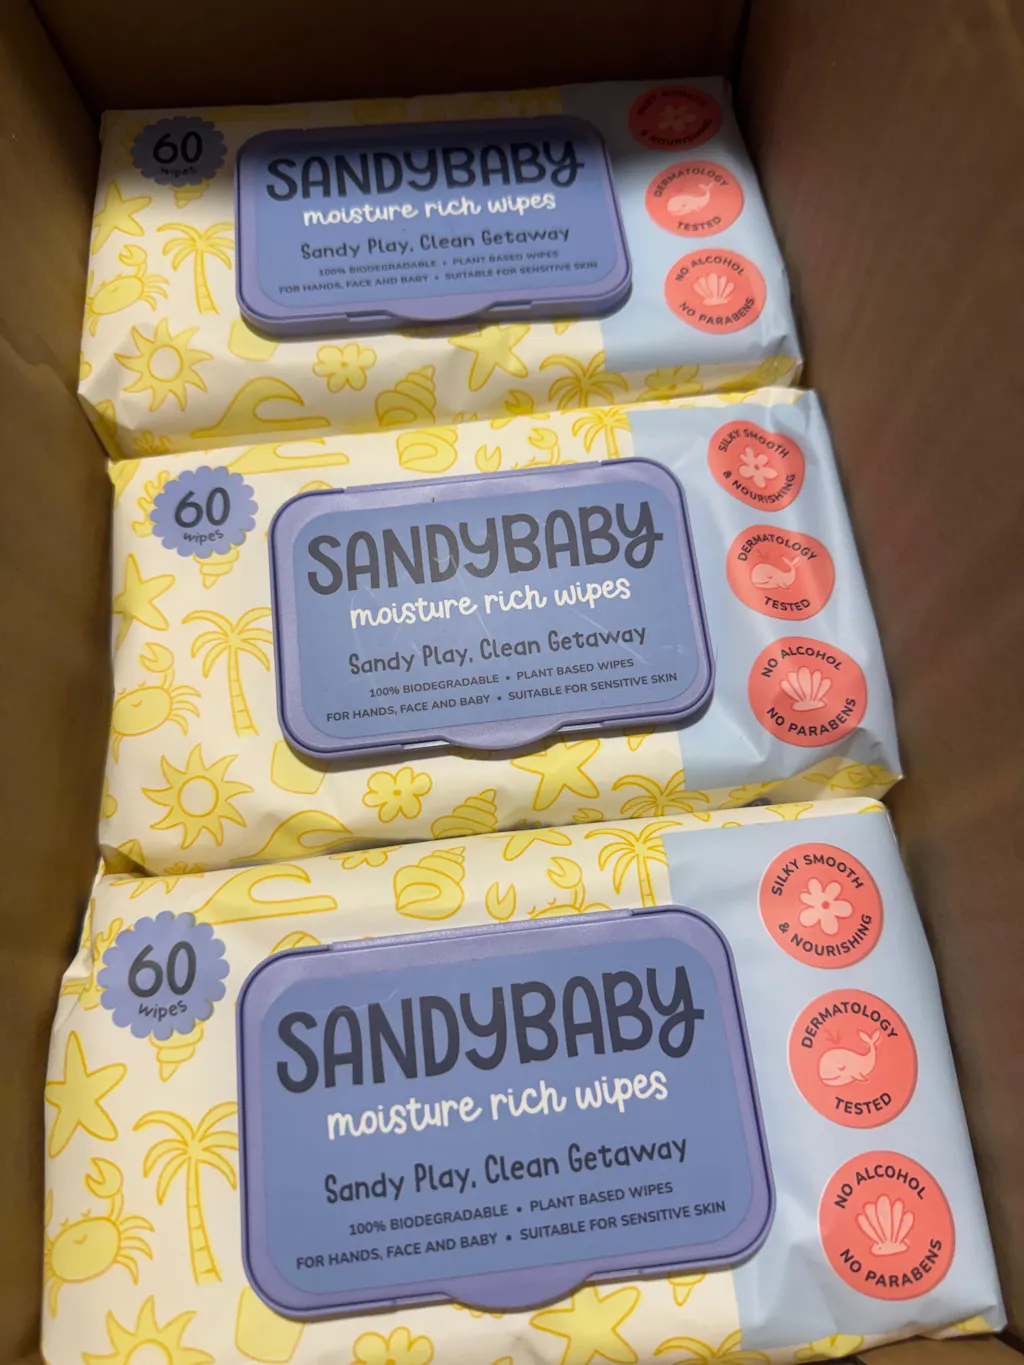 60
wipes
SANDYBABY
moisture rich wipes
Sandy Play, Clean Getaway
100% BIODEGRADABLE • PLANT BASED WIPES
FOR HANDS, FACE AND BABY • SUITABLE FOR SENSITIVE SKIN
SILKY SMOOTH
& NOURISHING
DERMATOLOGY
TESTED
NO ALCOHOL
NO PARABENS
60
wipes
SANDYBABY
moisture rich wipes
Sandy Play, Clean Getaway
100% BIODEGRADABLE • PLANT BASED WIPES
FOR HANDS, FACE AND BABY • SUITABLE FOR SENSITIVE SKIN
SILKY SMOOTH
& NOURISHING
DERMATOLOGY
TESTED
NO ALCOHOL
NO PARABENS
60
wipes
SANDYBABY
moisture rich wipes
Sandy Play, Clean Getaway
100% BIODEGRADABLE • PLANT BASED WIPES
FOR HANDS, FACE AND BABY • SUITABLE FOR SENSITIVE SKIN
SILKY SMOOTH
& NOURISHING
DERMATOLOGY
TESTED
NO ALCOHOL
NO PARABENS